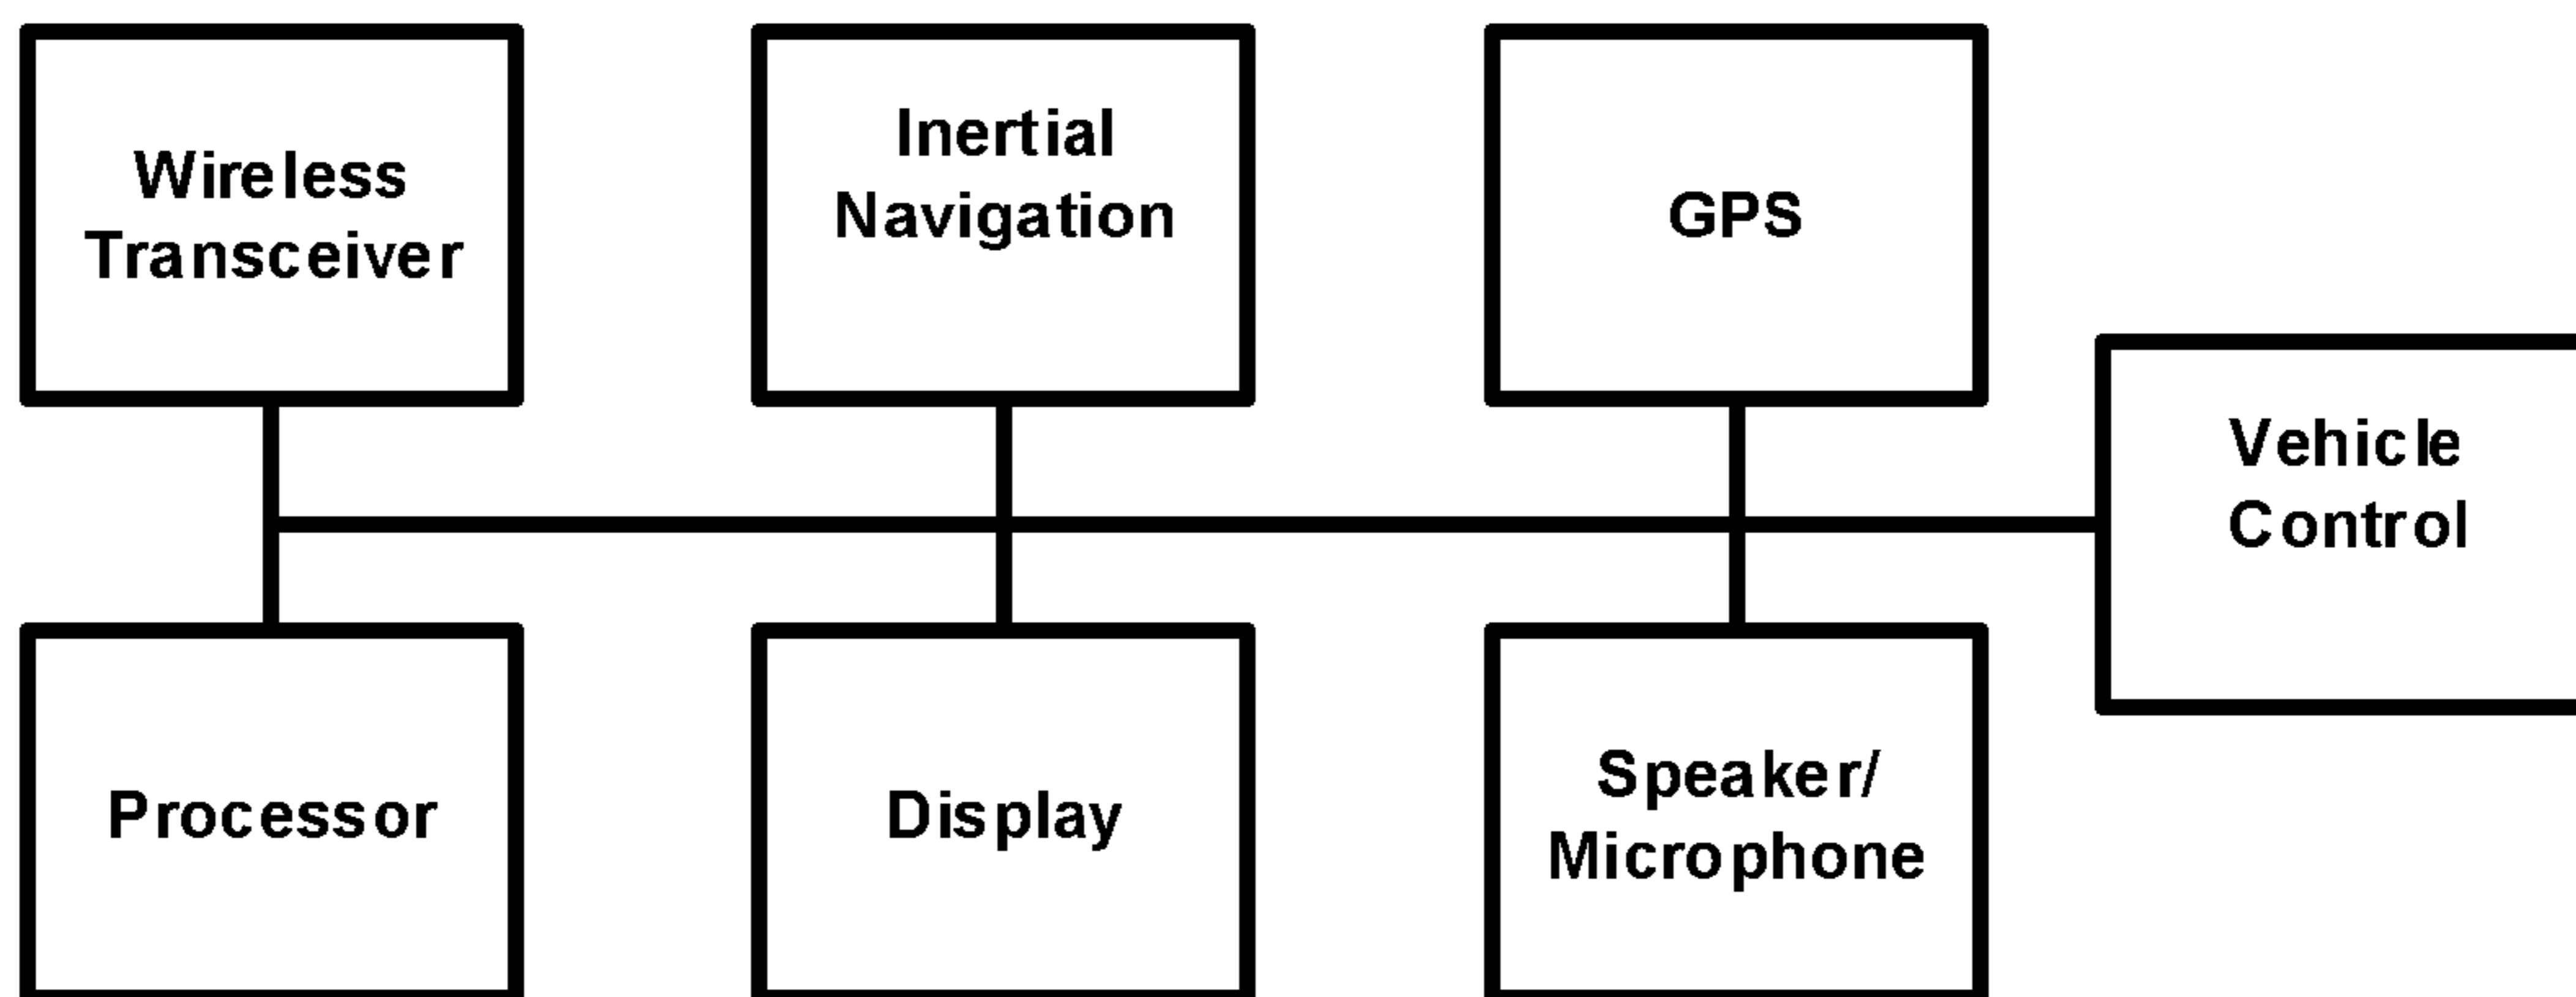 Wireless
Transceiver
Inertial
Navigation
GPS
Vehicle
Control
Processor
Display
Speaker/
Microphone